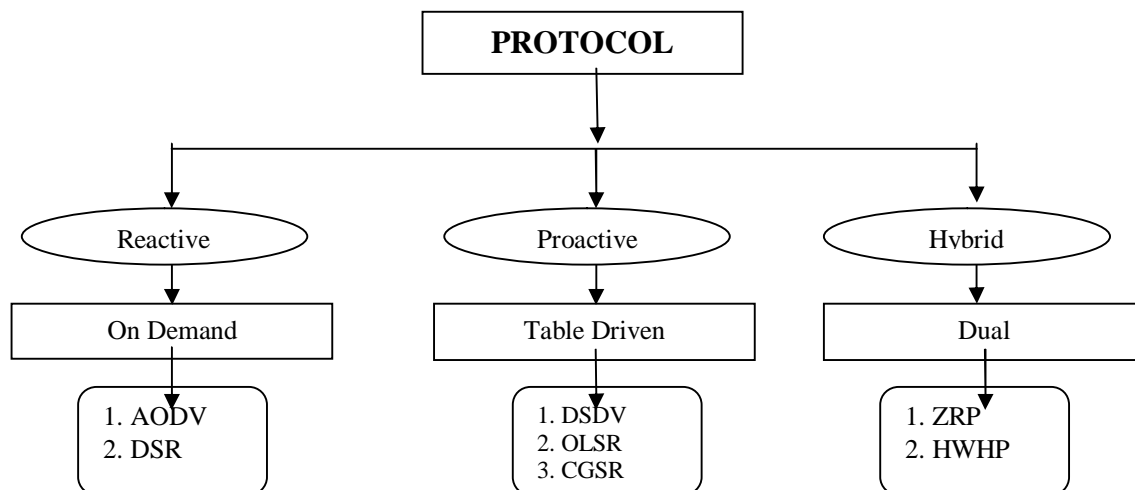 PROTOCOL
Reactive
Proactive
Hybrid
On Demand
Table Driven
Dual
1. AODV
2. DSR
1. DSDV
2. OLSR
3. CGSR
1. ZRP
2. HWHP